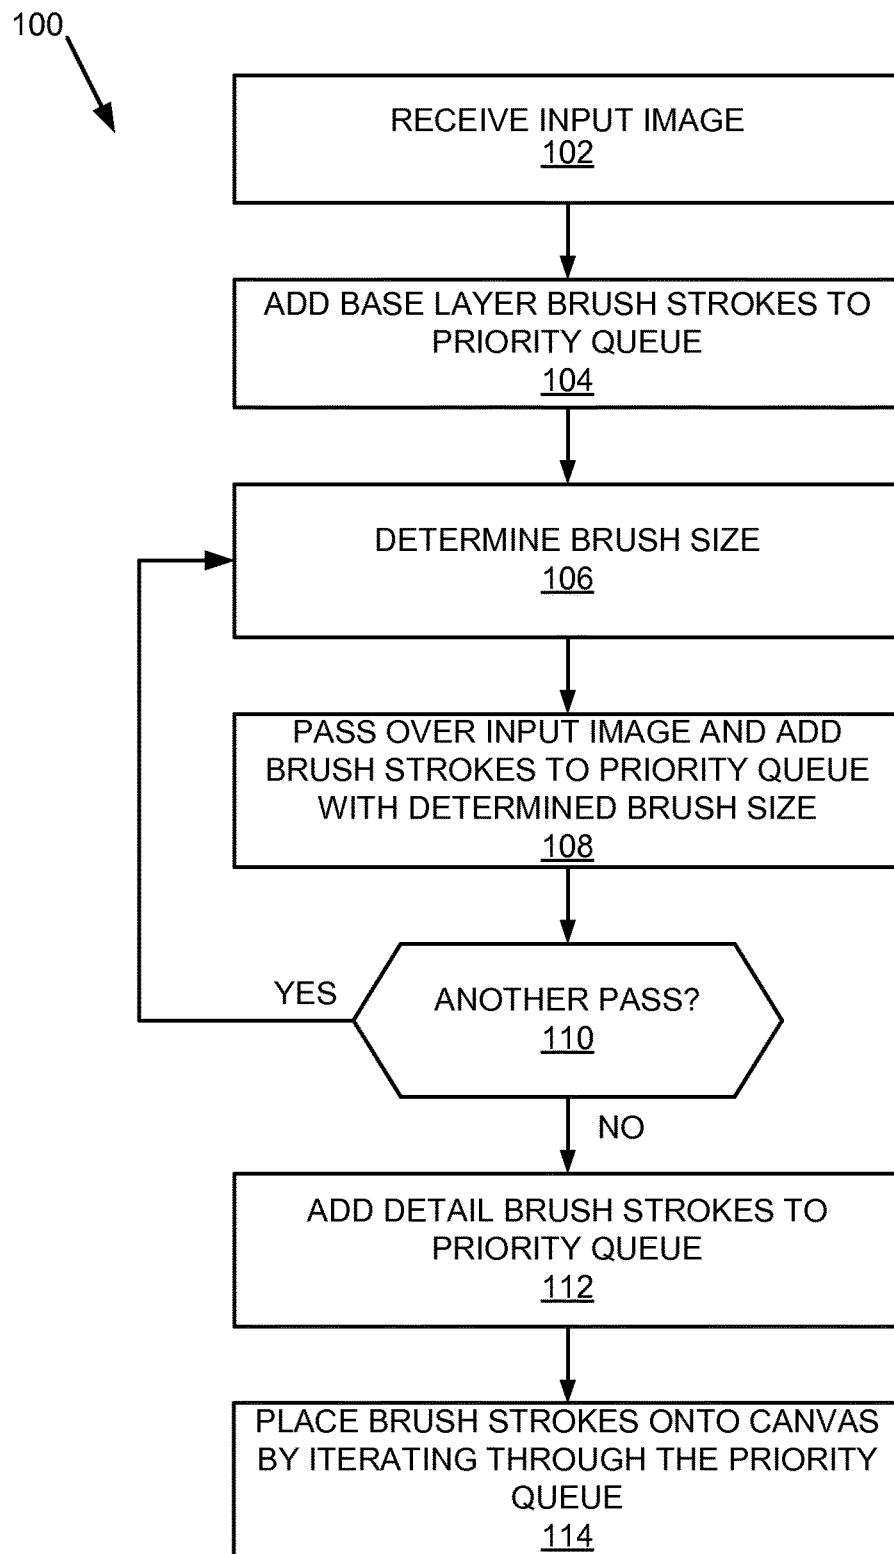 100
RECEIVE INPUT IMAGE
102
ADD BASE LAYER BRUSH STROKES TO
PRIORITY QUEUE
104
DETERMINE BRUSH SIZE
106
PASS OVER INPUT IMAGE AND ADD
BRUSH STROKES TO PRIORITY QUEUE
WITH DETERMINED BRUSH SIZE
108
YES
ANOTHER PASS?
110
NO
ADD DETAIL BRUSH STROKES TO
PRIORITY QUEUE
112
PLACE BRUSH STROKES ONTO CANVAS
BY ITERATING THROUGH THE PRIORITY
QUEUE
114